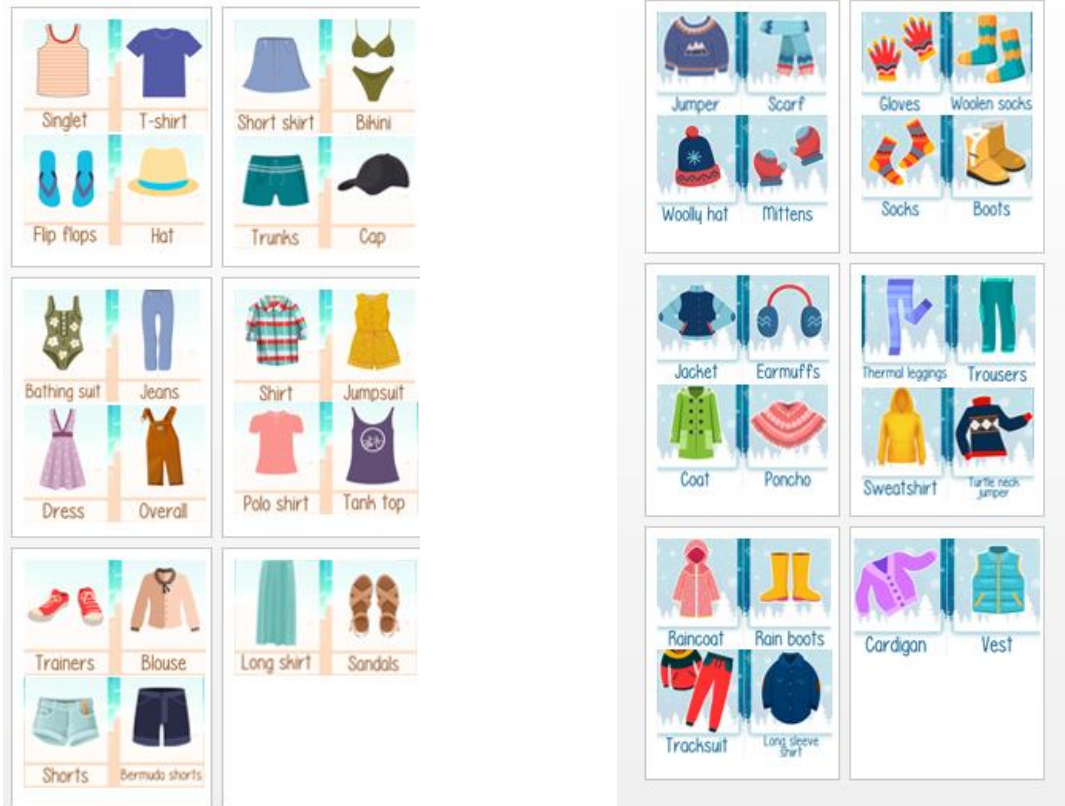 Singlet T-shirt
Flip flops Hat
Short skirt Bikini
Trunks Cap
Bathing suit Jeans
Dress Overall
Shirt Jumpsuit
Polo shirt Tank top
Trainers Blouse
Shorts Bermuda shorts
Long shirt Sandals
Jumper Scarf
Woolly hat Mittens
Gloves Woolen socks
Socks Boots
Jacket Earmuffs
Coat Poncho
Thermal leggings Trousers
Sweatshirt Turtle neck
jumper
Raincoat Rain boots
Tracksuit Long sleeve
shirt
Cardigan Vest